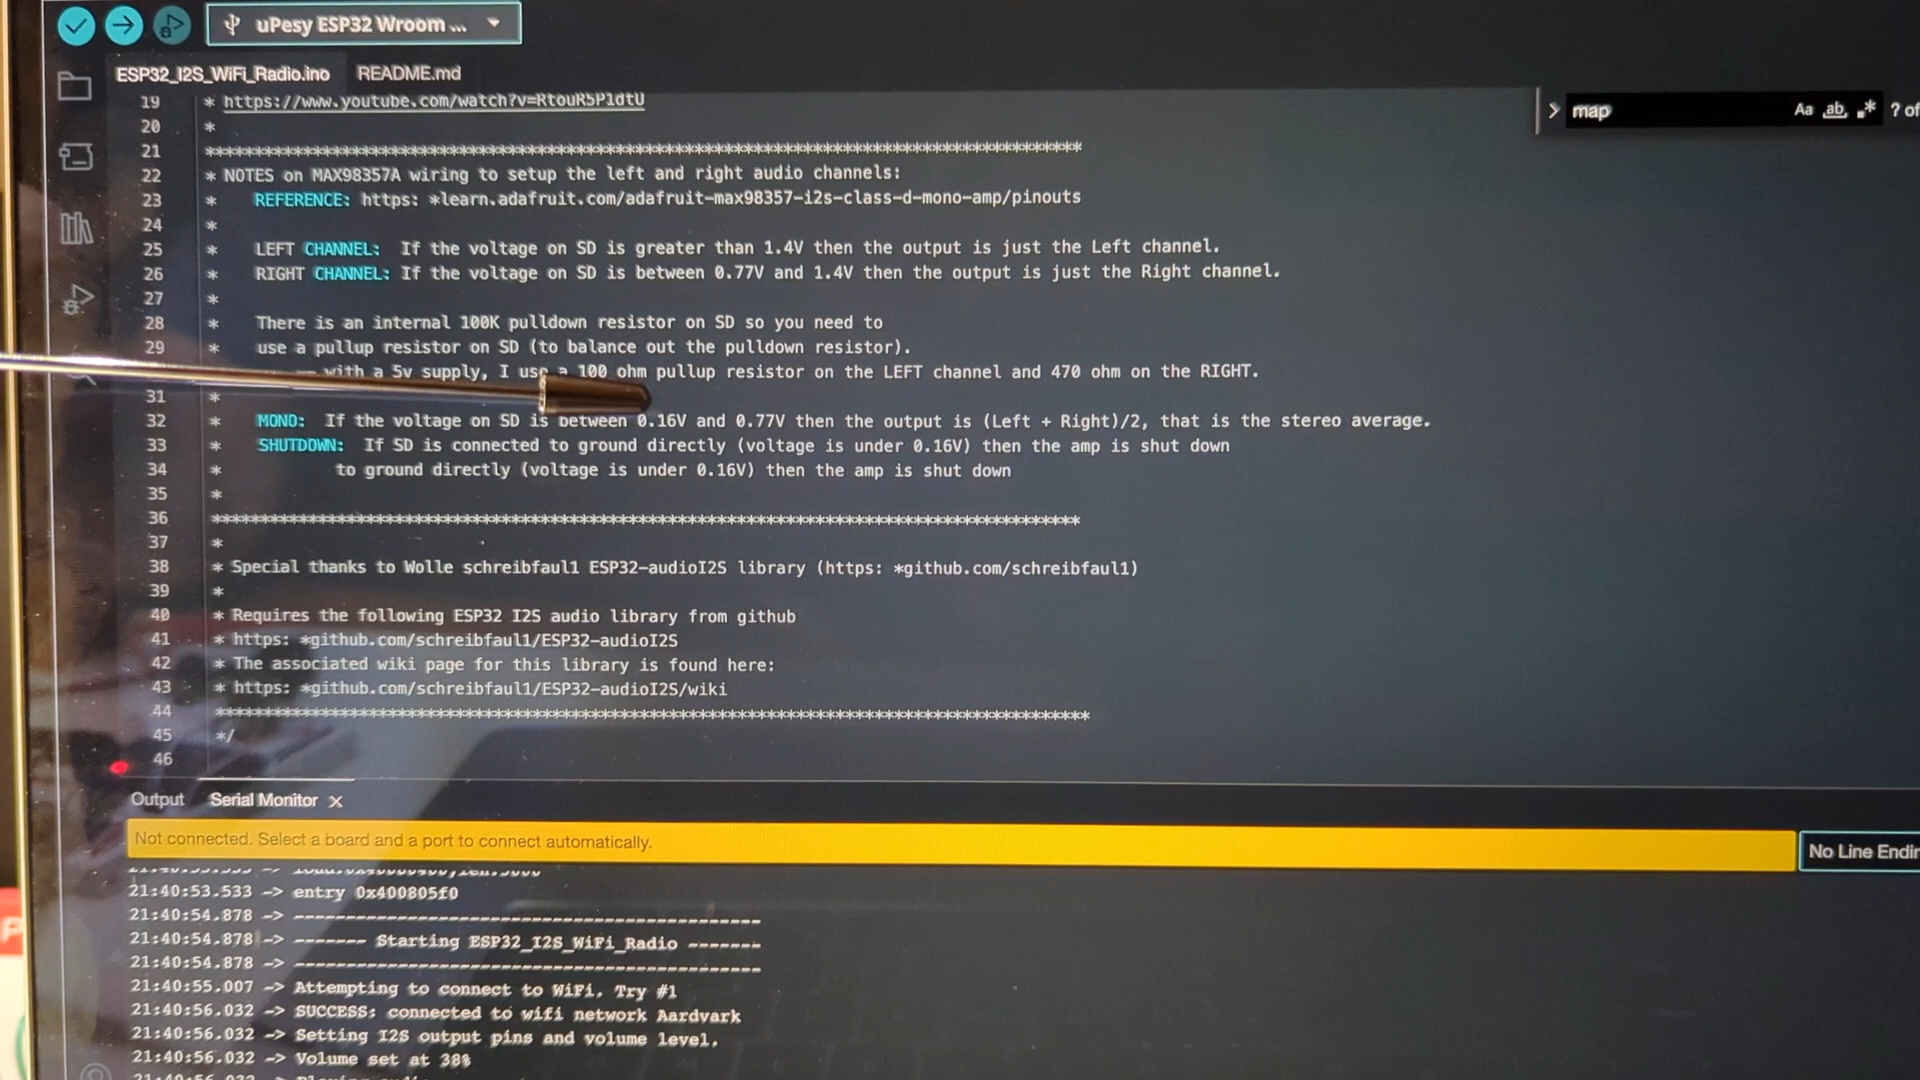 uPesy ESP32 Wroom ...
ESP32_I2S_WiFi_Radio.ino README.md
map Aa ab ? of
19 * https://www.youtube.com/watch?v=RtouR5P1dtU
20 *
21 *****************************************************************************************
22 * NOTES on MAX98357A wiring to setup the left and right audio channels:
23 * REFERENCE: https: *learn.adafruit.com/adafruit-max98357-i2s-class-d-mono-amp/pinouts
24 *
25 * LEFT CHANNEL: If the voltage on SD is greater than 1.4V then the output is just the Left channel.
26 * RIGHT CHANNEL: If the voltage on SD is between 0.77V and 1.4V then the output is just the Right channel.
27 *
28 * There is an internal 100K pulldown resistor on SD so you need to
29 * use a pullup resistor on SD (to balance out the pulldown resistor).
with a 5v supply, I use a 100 ohm pullup resistor on the LEFT channel and 470 ohm on the RIGHT.
31 *
32 * MONO: If the voltage on SD is between 0.16V and 0.77V then the output is (Left + Right)/2, that is the stereo average.
33 * SHUTDOWN: If SD is connected to ground directly (voltage is under 0.16V) then the amp is shut down
34 * to ground directly (voltage is under 0.16V) then the amp is shut down
35 *
36 *****************************************************************************************
37 *
38 * Special thanks to Wolle schreibfaul1 ESP32-audioI2S library (https: *github.com/schreibfaul1)
39 *
40 * Requires the following ESP32 I2S audio library from github
41 * https: *github.com/schreibfaul1/ESP32-audioI2S
42 * The associated wiki page for this library is found here:
43 * https: *github.com/schreibfaul1/ESP32-audioI2S/wiki
44 *****************************************************************************************
45 */
46
Output Serial Monitor x
Not connected. Select a board and a port to connect automatically.
No Line Endin
21:40:53.533 -> entry 0x400805f0
21:40:54.878 -> -----------------------------------------------
21:40:54.878 -> ------- Starting ESP32_I2S_WiFi_Radio -------
21:40:54.878 -> -----------------------------------------------
21:40:55.007 -> Attempting to connect to WiFi. Try #1
21:40:56.032 -> SUCCESS: connected to wifi network Aardvark
21:40:56.032 -> Setting I2S output pins and volume level.
21:40:56.032 -> Volume set at 38%